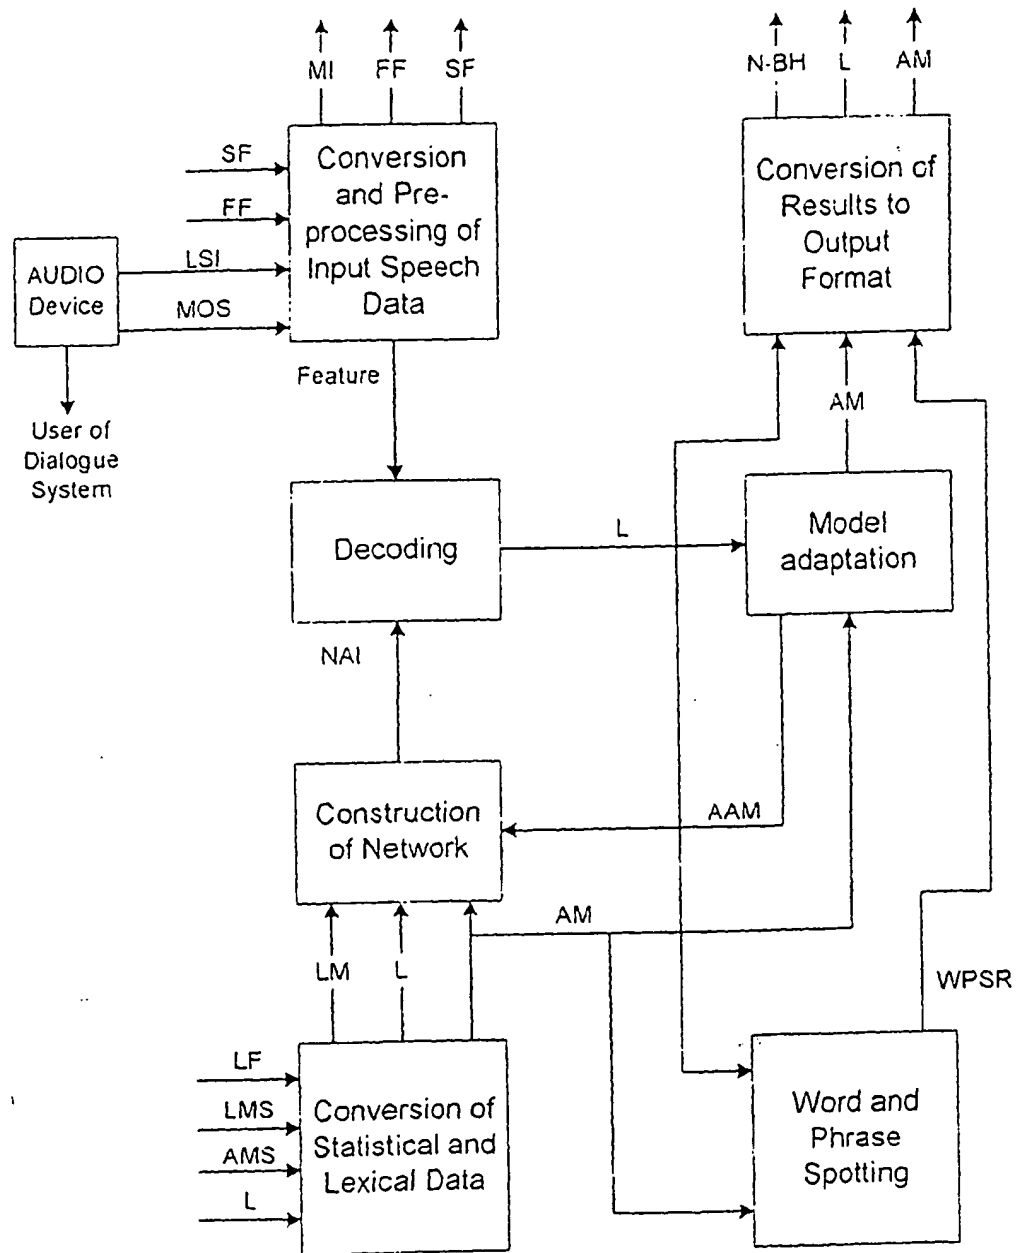 MI FF SF
N-BH L AM
SF
FF
LSI
MOS
AUDIO
Device
User of
Dialogue
System
Conversion
and Pre-
processing of
Input Speech
Data
Conversion of
Results to
Output
Format
Feature
AM
Decoding
L
Model
adaptation
NAI
Construction
of Network
AAM
AM
LM L
WPSR
LF
LMS
AMS
L
Conversion of
Statistical and
Lexical Data
Word and
Phrase
Spotting